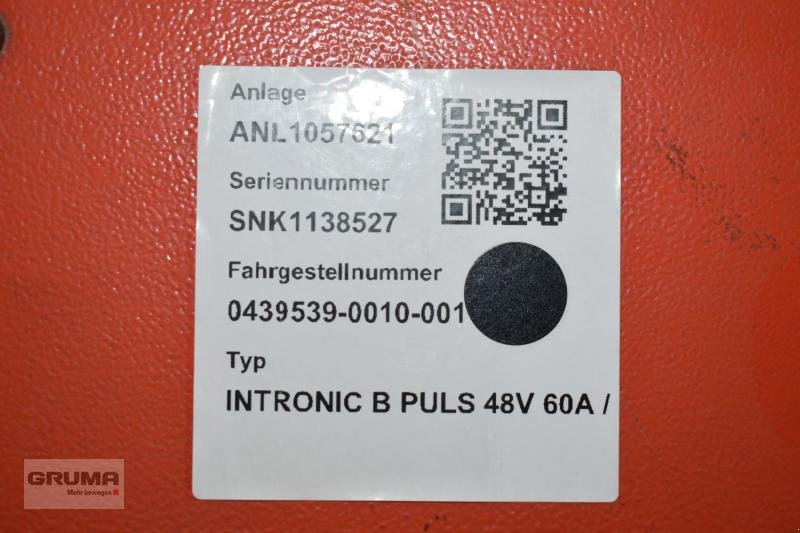 Anlage
ANL1057621
Seriennummer
SNK1138527
Fahrgestellnummer
0439539-0010-001
Typ
INTRONIC B PULS 48V 60A /
GRUMA
Mehr bewegen